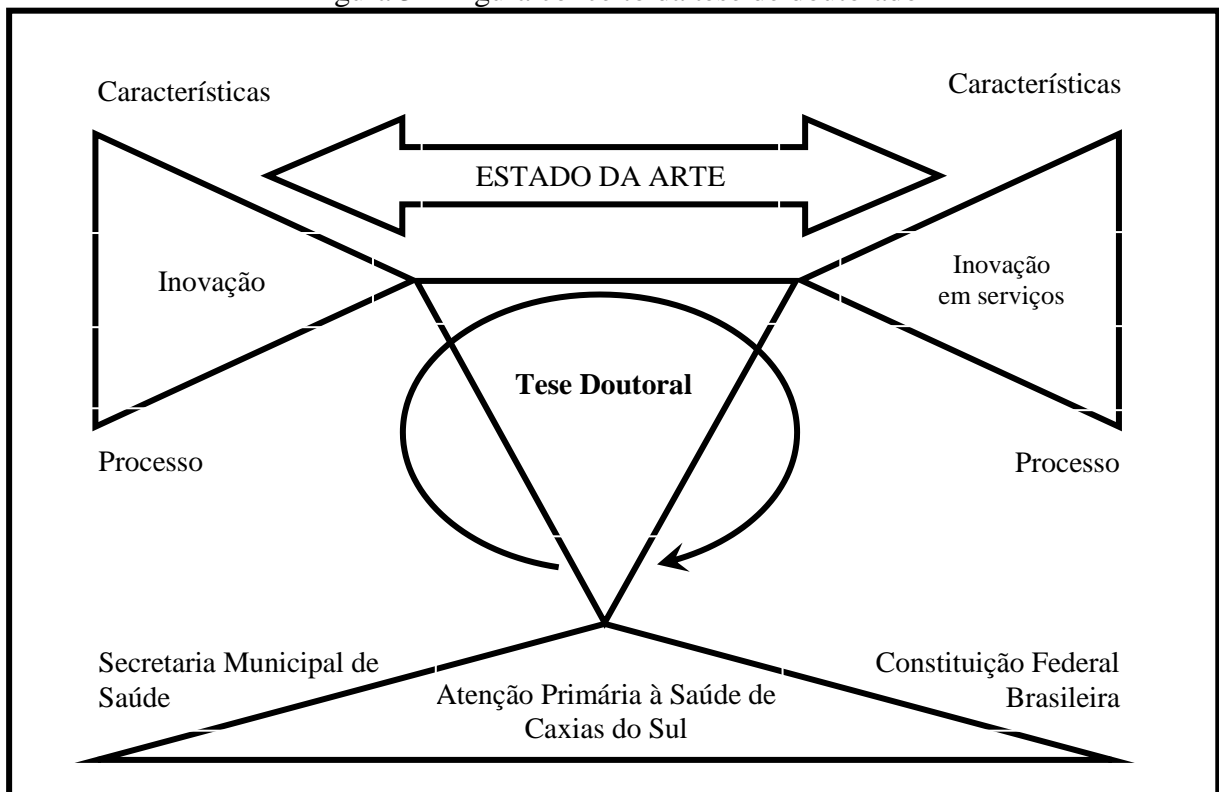 Características
Características
ESTADO DA ARTE
Inovação
Inovação
em serviços
Tese Doutoral
Processo
Processo
Secretaria Municipal de
Saúde
Constituição Federal
Brasileira
Atenção Primária à Saúde de
Caxias do Sul